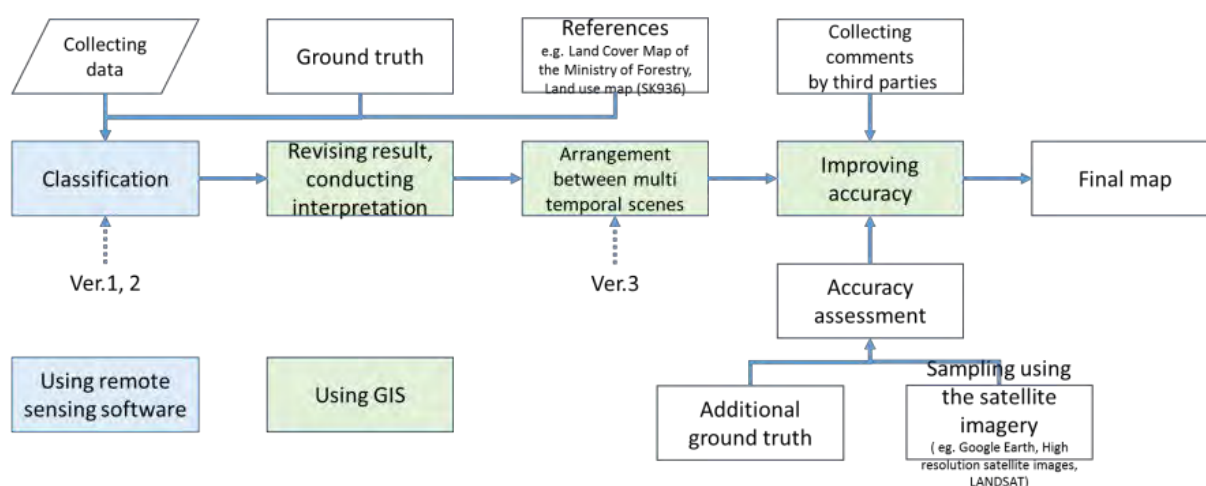 Collecting
data
Ground truth
References
e.g. Land Cover Map of
the Ministry of Forestry,
Land use map (SK936)
Collecting
comments
by third parties
Classification
Revising result,
conducting
interpretation
Arrangement
between multi
temporal scenes
Improving
accuracy
Final map
Ver.1, 2
Ver.3
Accuracy
assessment
Using remote
sensing software
Using GIS
Additional
ground truth
Sampling using
the satellite
imagery
( eg. Google Earth, High
resolution satellite images,
LANDSAT)